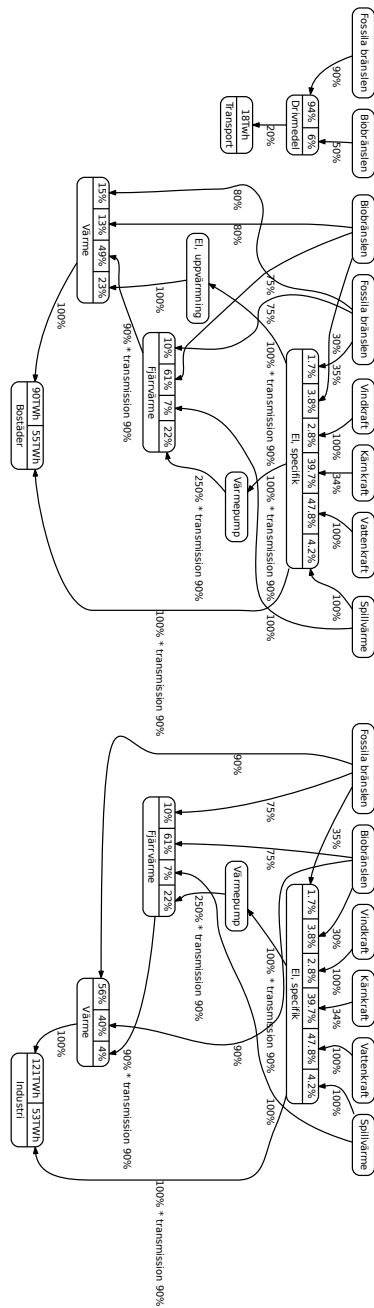 Fossila bränslen
Biobränslen
90%
50%
94% 6%
Drivmedel
20%
18Twh
Transport
Biobränslen
Fossila bränslen
Vindkraft
Kärnkraft
Vattenkraft
Spillvärme
30%
35%
100%
34%
100%
100%
1.7% 3.8% 2.8% 39.7% 47.8% 4.2%
El, specifik
80%
80%
75%
75%
100% * transmission 90%
100% * transmission 90%
100%
El, uppvärmning
Värmepump
100%
250% * transmission 90%
10% 61% 7% 22%
Fjärrvärme
90% * transmission 90%
15% 13% 49% 23%
Värme
100%
100% * transmission 90%
90TWh 55TWh
Bostäder
Fossila bränslen
Biobränslen
Vindkraft
Kärnkraft
Vattenkraft
Spillvärme
35%
30%
100%
34%
100%
100%
1.7% 3.8% 2.8% 39.7% 47.8% 4.2%
El, specifik
90%
75%
75%
100% * transmission 90%
90%
100%
Värmepump
250% * transmission 90%
10% 61% 7% 22%
Fjärrvärme
90% * transmission 90%
56% 40% 4%
Värme
100%
100% * transmission 90%
121TWh 53TWh
Industri